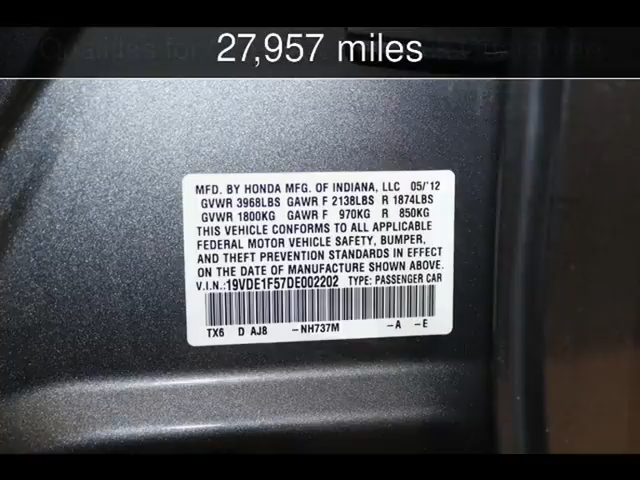 27,957 miles
MFD. BY HONDA MFG. OF INDIANA, LLC 05/'12
GVWR 3968LBS GAWR F 2138LBS R 1874LBS
GVWR 1800KG GAWR F 970KG R 850KG
THIS VEHICLE CONFORMS TO ALL APPLICABLE
FEDERAL MOTOR VEHICLE SAFETY, BUMPER,
AND THEFT PREVENTION STANDARDS IN EFFECT
ON THE DATE OF MANUFACTURE SHOWN ABOVE.
V.I.N.:19VDE1F57DE002202 TYPE: PASSENGER CAR
TX6 D AJ8 -NH737M -A -E